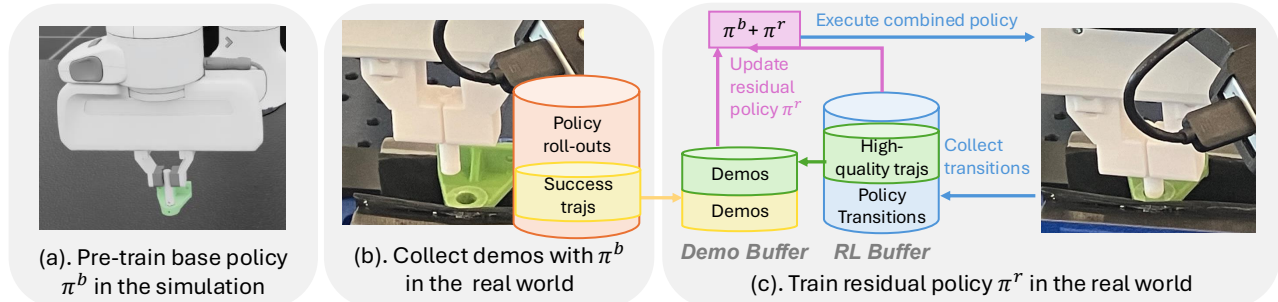 (a). Pre-train base policy
π^b in the simulation
Policy
roll-outs
Success
trajs
(b). Collect demos with π^b
in the real world
π^b + π^r
Execute combined policy
Update
residual
policy π^r
Demos
Demos
High-
quality trajs
Policy
Transitions
Collect
transitions
Demo Buffer
RL Buffer
(c). Train residual policy π^r in the real world